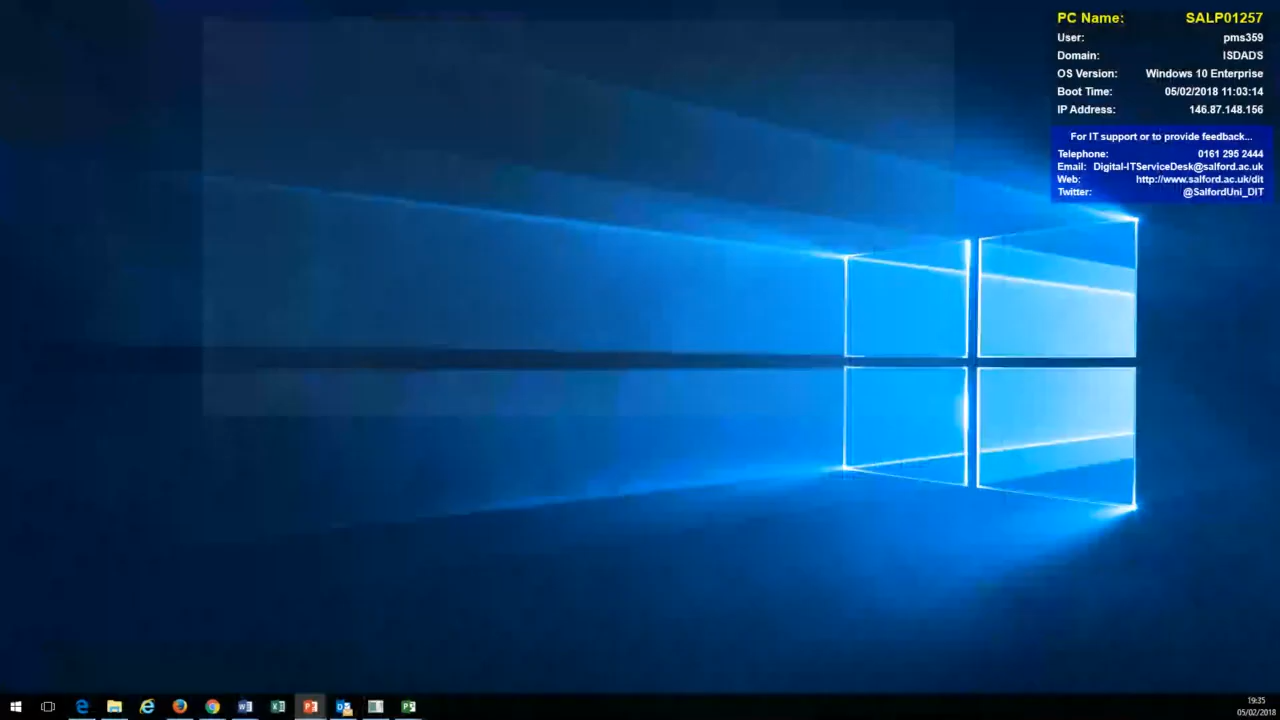 PC Name: SALP01257
User: pms359
Domain: ISDADS
OS Version: Windows 10 Enterprise
Boot Time: 05/02/2018 11:03:14
IP Address: 146.87.148.156
For IT support or to provide feedback...
Telephone: 0161 295 2444
Email: Digital-ITServiceDesk@salford.ac.uk
Web: http://www.salford.ac.uk/dit
Twitter: @SalfordUni_DIT
19:35
05/02/2018